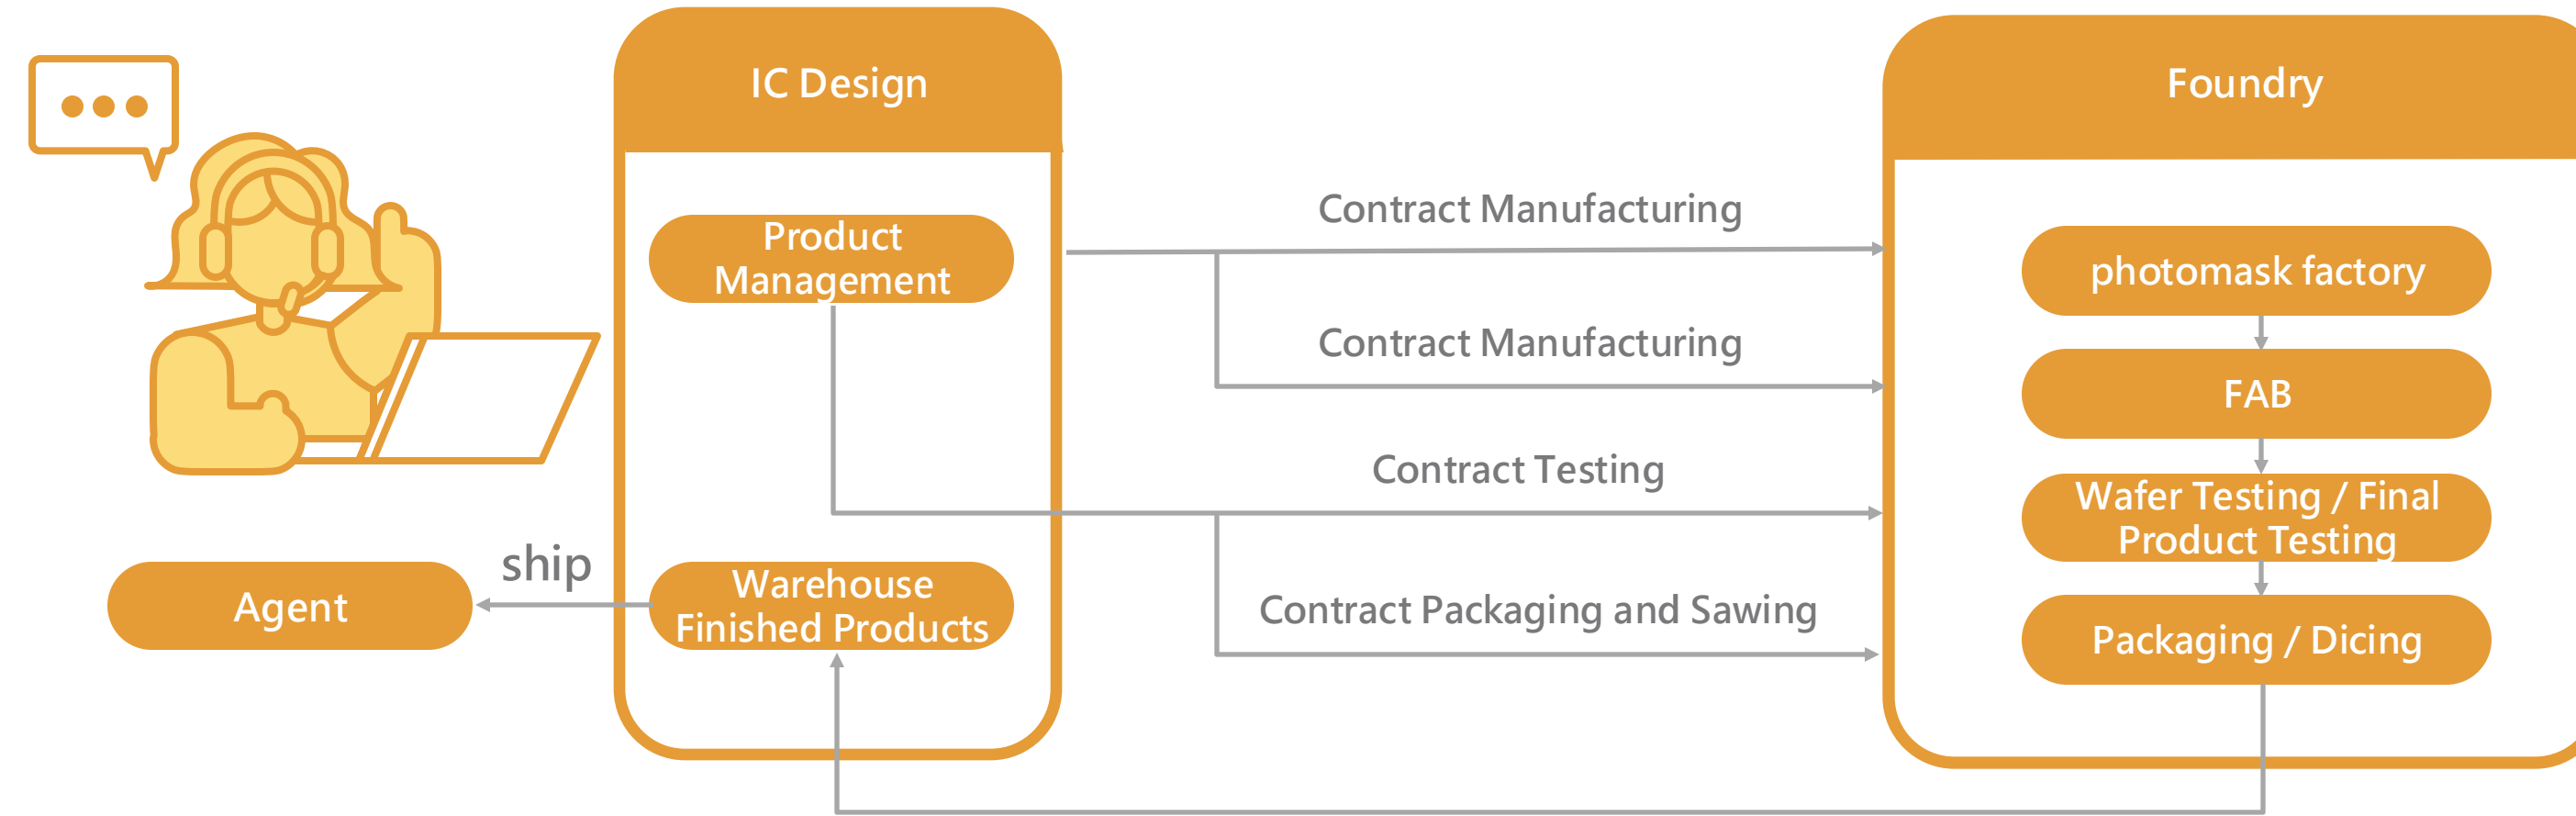 IC Design
Product
Management
Warehouse
Finished Products
ship
Agent
Contract Manufacturing
Contract Manufacturing
Contract Testing
Contract Packaging and Sawing
Foundry
photomask factory
FAB
Wafer Testing / Final
Product Testing
Packaging / Dicing